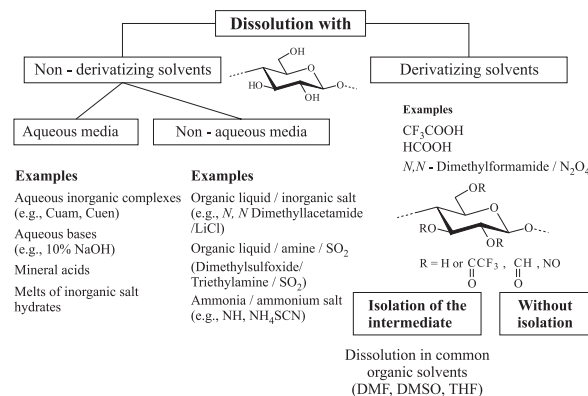 Dissolution with
Non - derivatizing solvents
Derivatizing solvents
OH
O
HO
OH
O
Aqueous media
Non - aqueous media
Examples
Aqueous inorganic complexes
(e.g., Cuam, Cuen)
Aqueous bases
(e.g., 10% NaOH)
Mineral acids
Melts of inorganic salt
hydrates
Examples
Organic liquid / inorganic salt
(e.g., N, N Dimethyllacetamide
/LiCl)
Organic liquid / amine / SO₂
(Dimethylsulfoxide/
Triethylamine / SO₂)
Ammonia / ammonium salt
(e.g., NH, NH₄SCN)
Examples
CF₃COOH
HCOOH
N,N - Dimethylformamide / N₂O₄
OR
O
RO
OR
O
R = H or CCF₃ , CH , NO
O O
Isolation of the
intermediate
Without
isolation
Dissolution in common
organic solvents
(DMF, DMSO, THF)